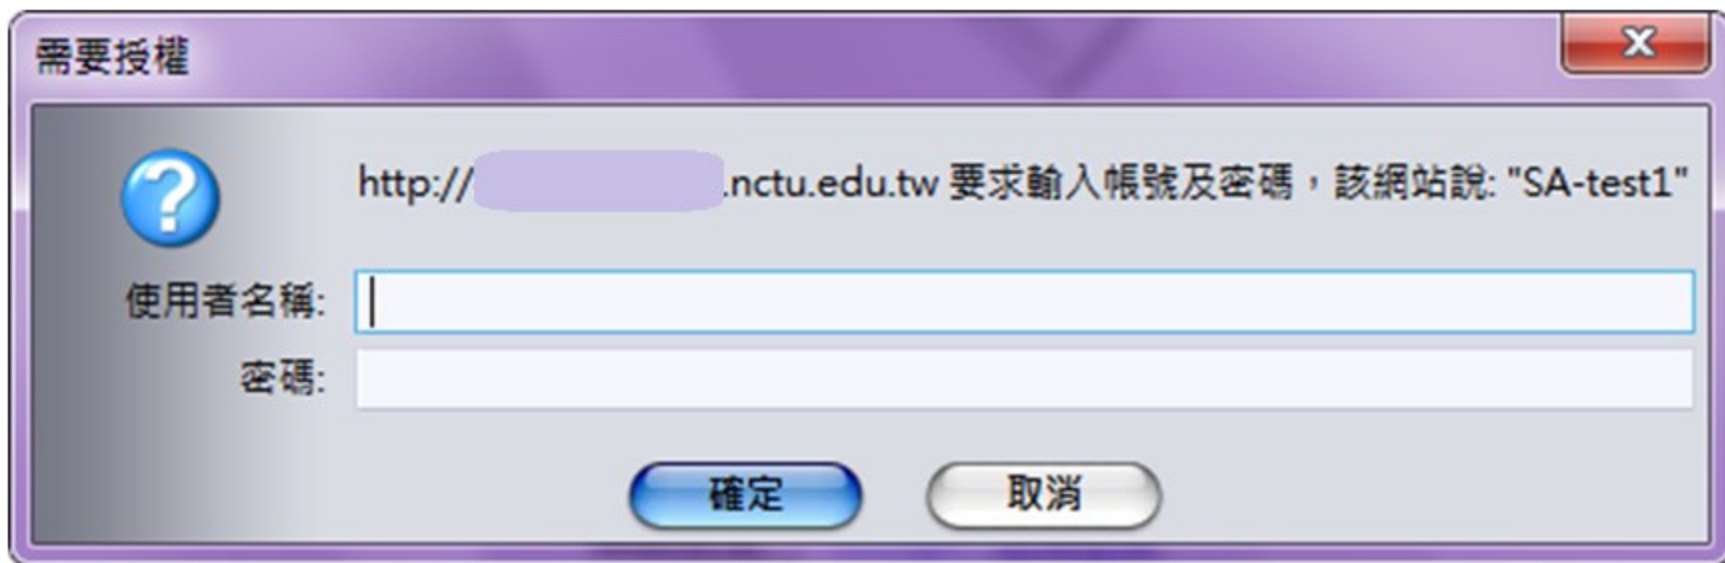 需要授權
http:// .nctu.edu.tw 要求輸入帳號及密碼，該網站說: "SA-test1"
使用者名稱:
密碼:
確定 取消